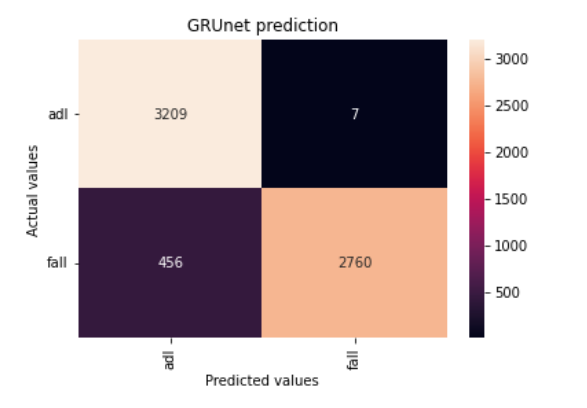 GRUnet prediction
adl
3209
7
fall
456
2760
Actual values
adl
fall
Predicted values
3000
2500
2000
1500
1000
500